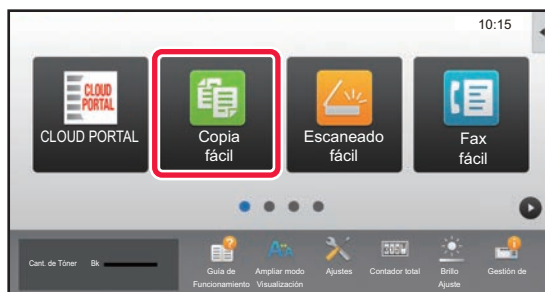 10:15
CLOUD
PORTAL
CLOUD PORTAL
Copia
fácil
Escaneado
fácil
Fax
fácil
Cant. de Tóner Bk
Guía de
Funcionamiento
Ampliar modo
Visualización
Ajustes
Contador total
Brillo
Ajuste
Gestión de